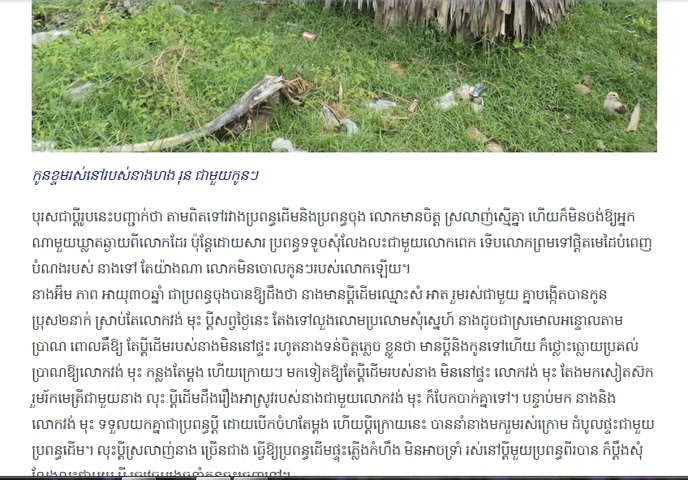 កូនខ្ទមរស់នៅរបស់នាងហង រុន ជាមួយកូនៗ
បុរសជាប្តីរូបនេះបញ្ជាក់ថា តាមពិតទៅរវាងប្រពន្ធដើមនិងប្រពន្ធចុង លោកមានចិត្ត ស្រលាញ់ស្មើគ្នា ហើយក៏មិនចង់ឱ្យអ្នក
ណាមួយឃ្លាតឆ្ងាយពីលោកដែរ ប៉ុន្តែដោយសារ ប្រពន្ធទទូចសុំលែងលះជាមួយលោកពេក ទើបលោកព្រមទៅផ្តិតមេដៃបំពេញ
បំណងរបស់ នាងទៅ តែយ៉ាងណា លោកមិនចោលកូនៗរបស់លោកឡើយ។
នាងអ៊ឹម ភាព អាយុ៣០ឆ្នាំ ជាប្រពន្ធចុងបានឱ្យដឹងថា នាងមានប្តីដើមឈ្មោះសំ អាត រួមរស់ជាមួយ គ្នាបង្កើតបានកូន
ប្រុស២នាក់ ស្រាប់តែលោកវង់ មុះ ប្តីសព្វថ្ងៃនេះ តែងទៅលួងលោមប្រលោមសុំស្នេហ៍ នាងដូចជាស្រមោលអន្ទោលតាម
ប្រាណ ពោលគឺឱ្យ តែប្តីដើមរបស់នាងមិននៅផ្ទះ រហូតនាងទន់ចិត្តភ្លេច ខ្លួនថា មានប្តីនិងកូនទៅហើយ ក៏ថ្លោះធ្លោយប្រគល់
ប្រាណឱ្យលោកវង់ មុះ កន្លងតែម្តង ហើយក្រោយៗ មកទៀតឱ្យតែប្តីដើមរបស់នាង មិននៅផ្ទះ លោកវង់ មុះ តែងមកសៀតស៊ក
រួមរ័កមេត្រីជាមួយនាង លុះ ប្តីដើមដឹងរឿងអាស្រូវរបស់នាងជាមួយលោកវង់ មុះ ក៏បែកបាក់គ្នាទៅ។ បន្ទាប់មក នាងនិង
លោកវង់ មុះ ទទួលយកគ្នាជាប្រពន្ធប្តី ដោយបើកចំហតែម្តង ហើយប្តីក្រោយនេះ បាននាំនាងមករួមរស់ក្រោម ដំបូលផ្ទះជាមួយ
ប្រពន្ធដើម។ លុះប្តីស្រលាញ់នាង ច្រើនជាង ធ្វើឱ្យប្រពន្ធដើមផ្ទុះភ្លើងកំហឹង មិនអាចទ្រាំ រស់នៅប្តីមួយប្រពន្ធពីរបាន ក៏ប្តឹងសុំ